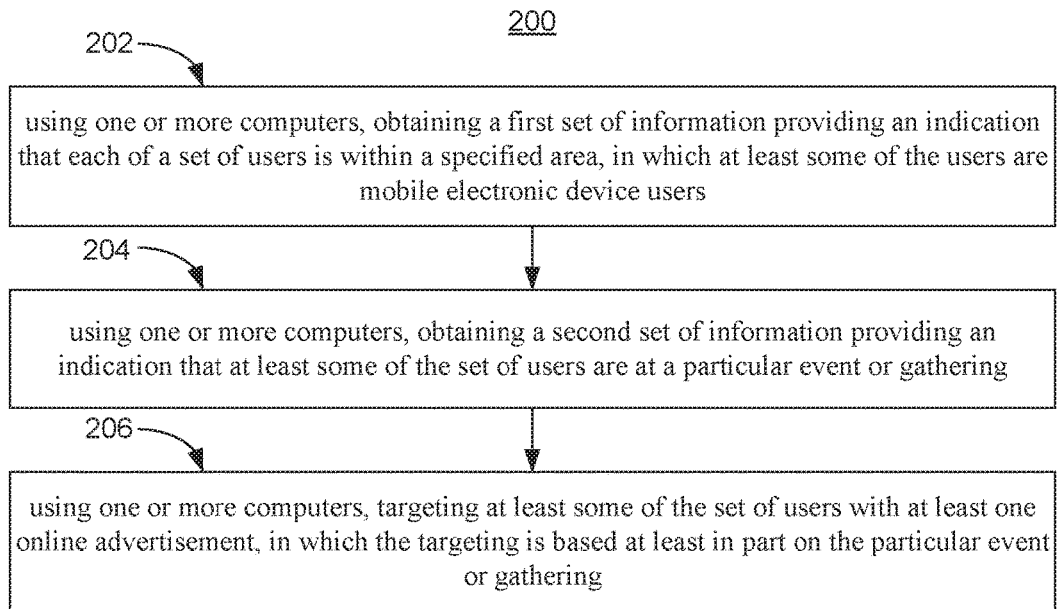 200
202
using one or more computers, obtaining a first set of information providing an indication
that each of a set of users is within a specified area, in which at least some of the users are
mobile electronic device users
204
using one or more computers, obtaining a second set of information providing an
indication that at least some of the set of users are at a particular event or gathering
206
using one or more computers, targeting at least some of the set of users with at least one
online advertisement, in which the targeting is based at least in part on the particular event
or gathering